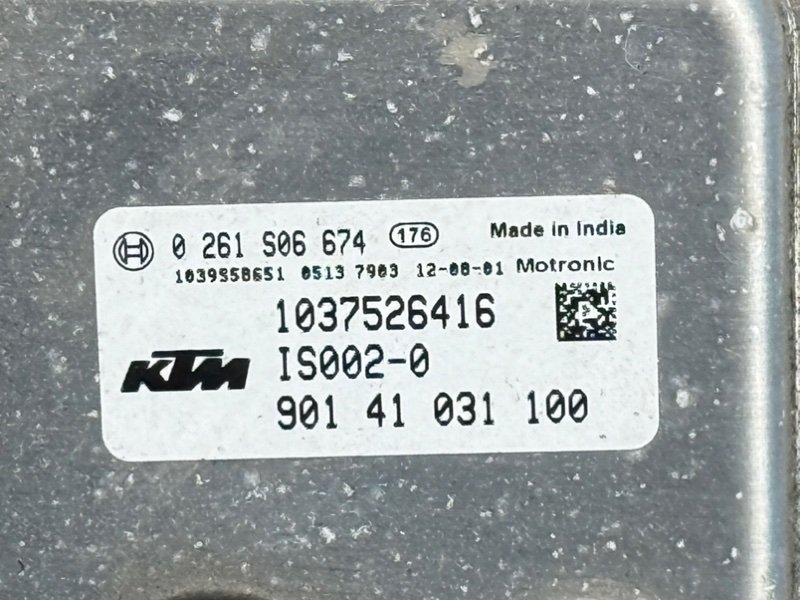 0 261 S06 674 176 Made in India
1039S58651 0513 7903 12-08-01 Motronic
1037526416
KTM IS002-0
901 41 031 100